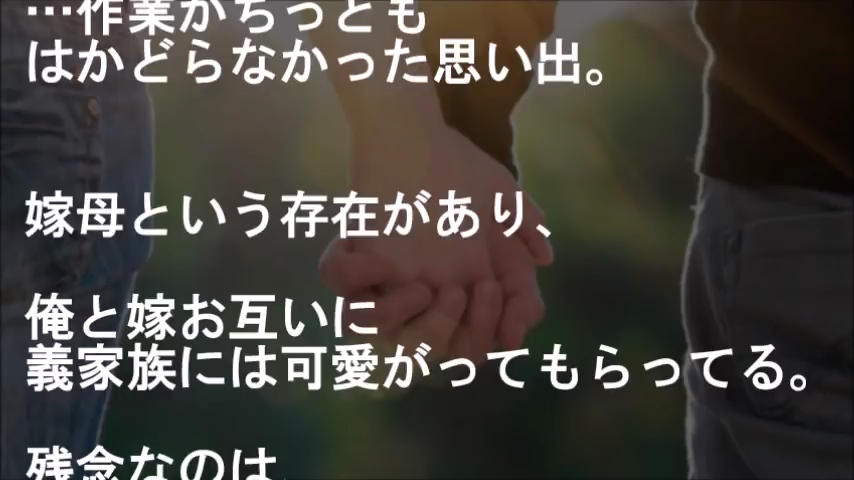 …作業がちっとも
はかどらなかった思い出。
嫁母という存在があり、
俺と嫁お互いに
義家族には可愛がってもらってる。
残念なのは